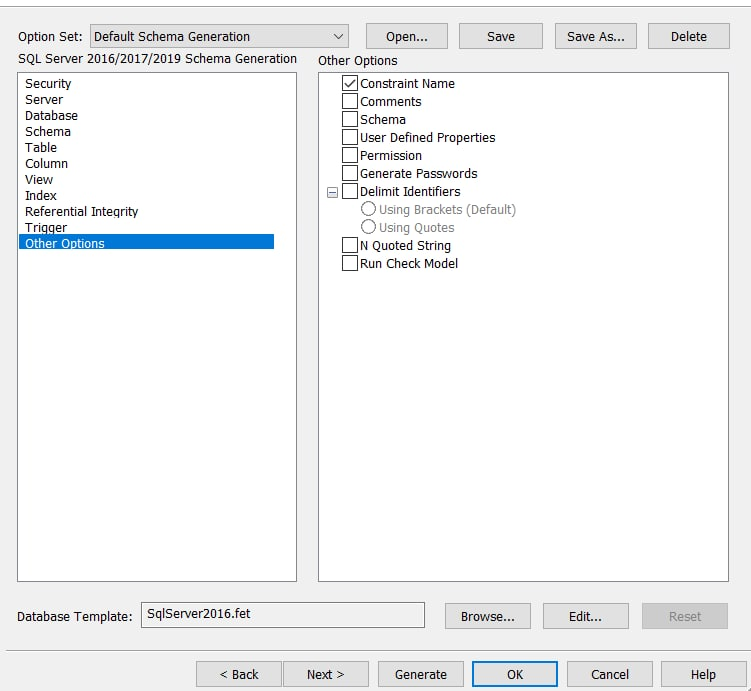 Option Set: Default Schema Generation Open... Save Save As... Delete
SQL Server 2016/2017/2019 Schema Generation
Security
Server
Database
Schema
Table
Column
View
Index
Referential Integrity
Trigger
Other Options
Other Options
Constraint Name
Comments
Schema
User Defined Properties
Permission
Generate Passwords
Delimit Identifiers
Using Brackets (Default)
Using Quotes
N Quoted String
Run Check Model
Database Template: SqlServer2016.fet Browse... Edit... Reset
< Back Next > Generate OK Cancel Help